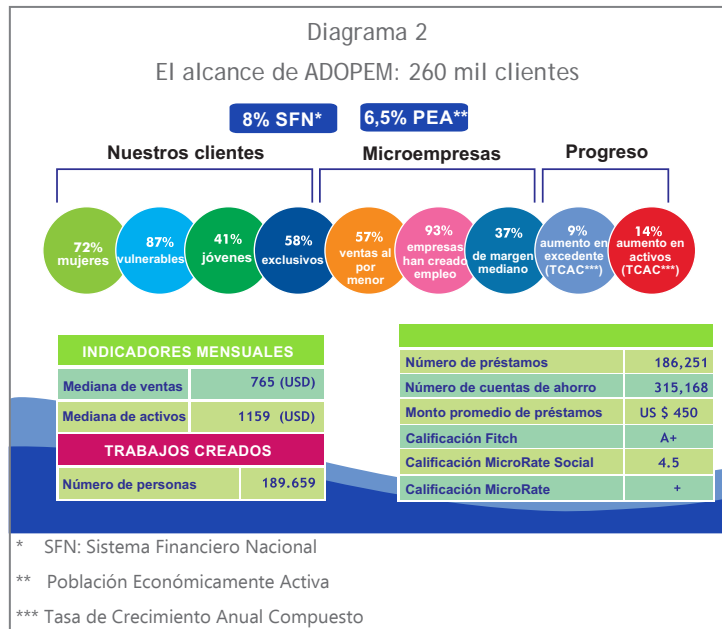 Diagrama 2
El alcance de ADOPEM: 260 mil clientes
8% SFN*
6,5% PEA**
Nuestros clientes
Microempresas
Progreso
72%
mujeres
87%
vulnerables
41%
jóvenes
58%
exclusivos
57%
ventas al
por
menor
93%
empresas
han creado
empleo
37%
de margen
mediano
9%
aumento en
excedente
(TCAC***)
14%
aumento en
activos
(TCAC***)
INDICADORES MENSUALES
Mediana de ventas 765 (USD)
Mediana de activos 1159 (USD)
TRABAJOS CREADOS
Número de personas 189.659
Número de préstamos 186,251
Número de cuentas de ahorro 315,168
Monto promedio de préstamos US $ 450
Calificación Fitch A+
Calificación MicroRate Social 4.5
Calificación MicroRate +
* SFN: Sistema Financiero Nacional
** Población Económicamente Activa
*** Tasa de Crecimiento Anual Compuesto